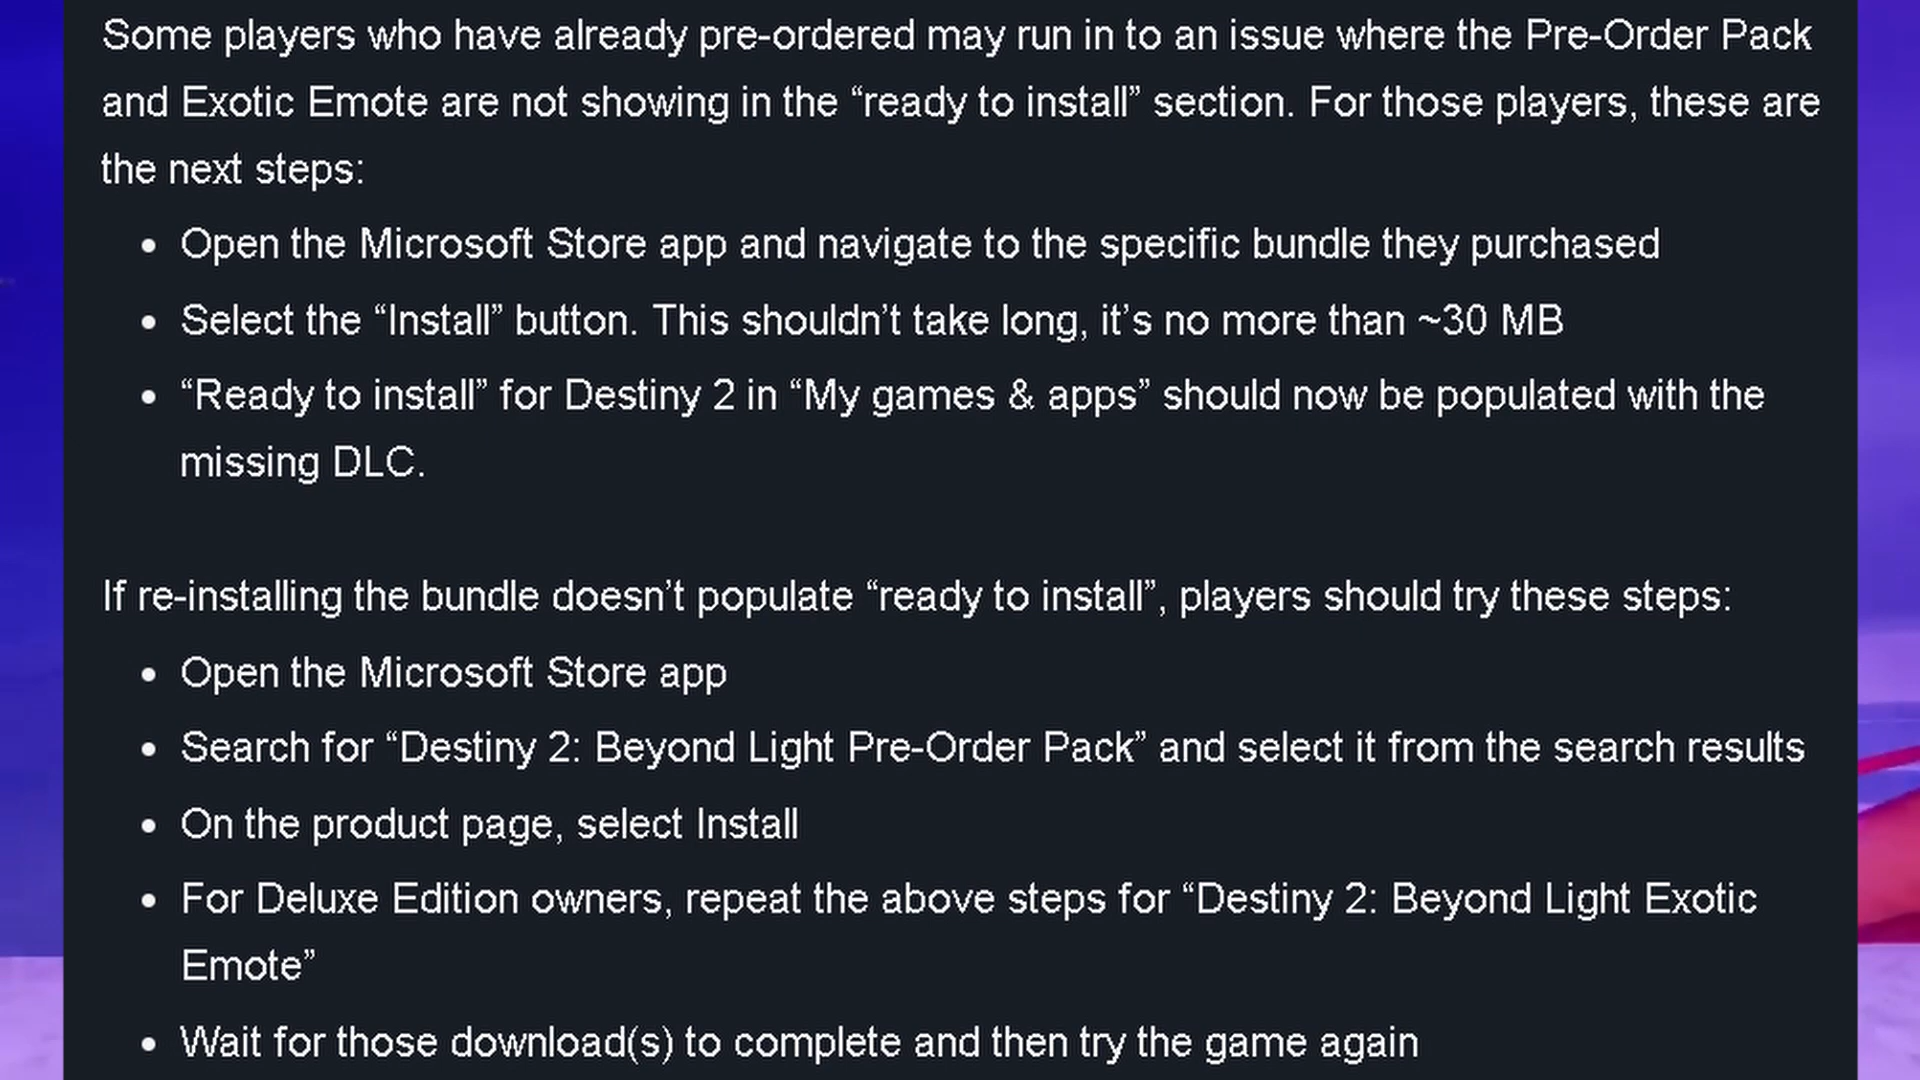 Some players who have already pre-ordered may run in to an issue where the Pre-Order Pack
and Exotic Emote are not showing in the “ready to install” section. For those players, these are
the next steps:
• Open the Microsoft Store app and navigate to the specific bundle they purchased
• Select the “Install” button. This shouldn’t take long, it’s no more than ~30 MB
• “Ready to install” for Destiny 2 in “My games & apps” should now be populated with the
missing DLC.
If re-installing the bundle doesn’t populate “ready to install”, players should try these steps:
• Open the Microsoft Store app
• Search for “Destiny 2: Beyond Light Pre-Order Pack” and select it from the search results
• On the product page, select Install
• For Deluxe Edition owners, repeat the above steps for “Destiny 2: Beyond Light Exotic
Emote”
• Wait for those download(s) to complete and then try the game again